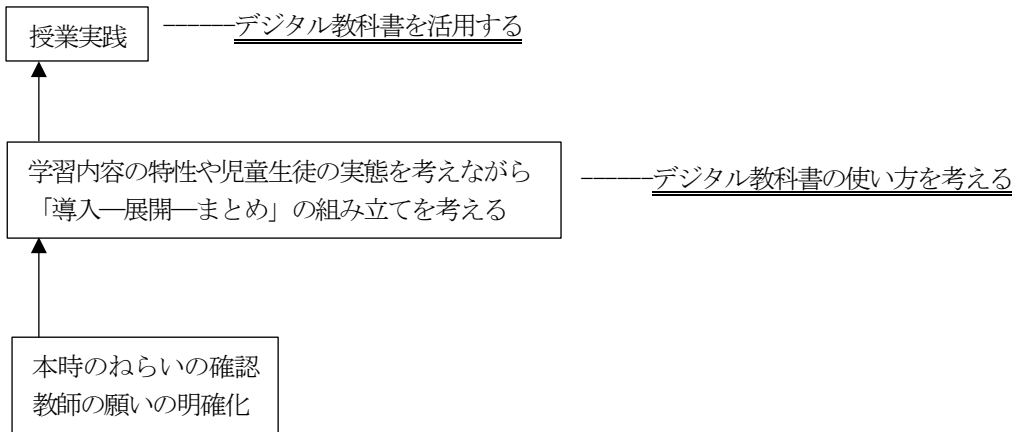 授業実践
------デジタル教科書を活用する
学習内容の特性や児童生徒の実態を考えながら
「導入―展開―まとめ」の組み立てを考える
------デジタル教科書の使い方を考える
本時のねらいの確認
教師の願いの明確化